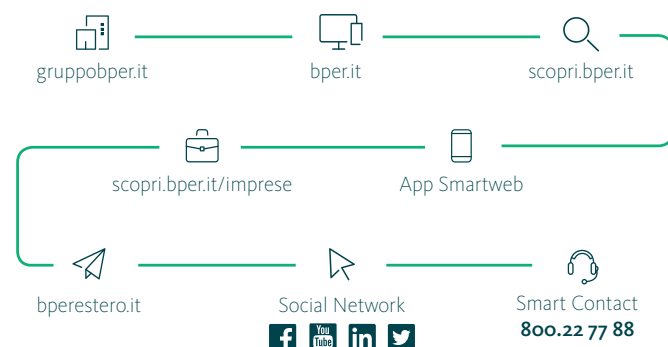 gruppobper.it
bper.it
scopri.bper.it
scopri.bper.it/imprese
App Smartweb
bperestero.it
Social Network
Smart Contact
800.22 77 88
f You Tube in